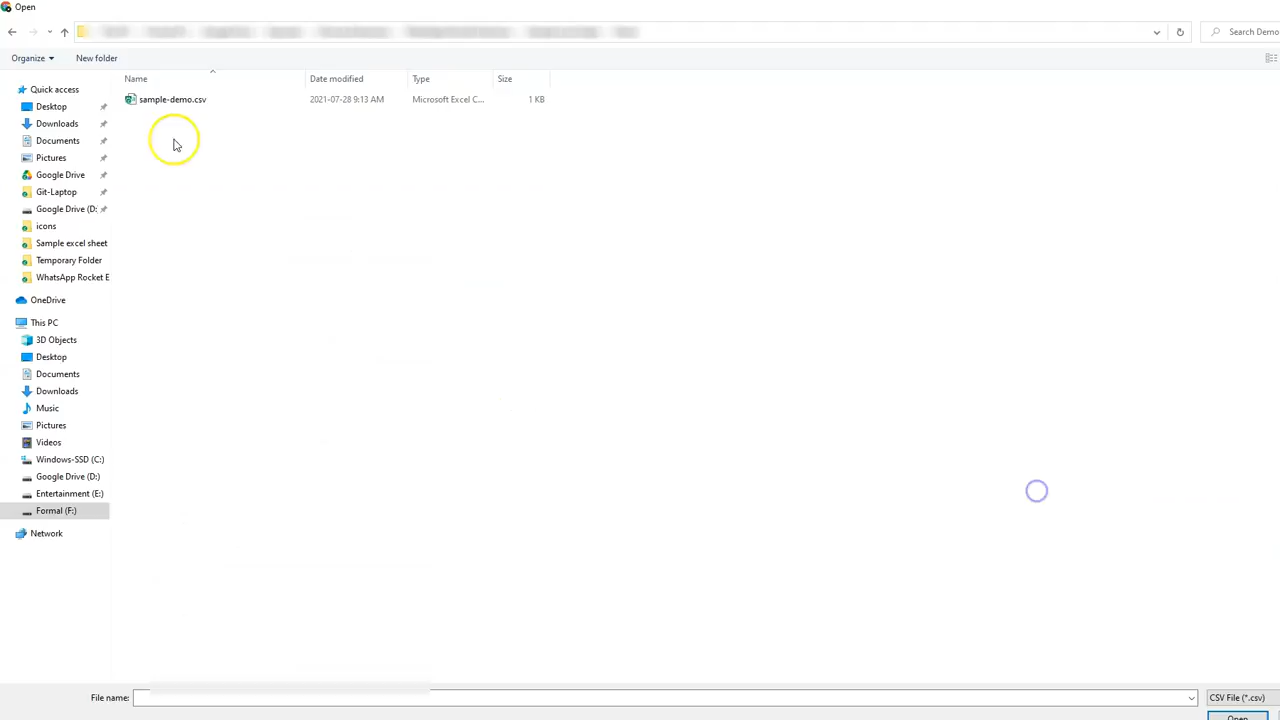 Open
Search Demo
Organize
New folder
Name
Date modified
Type
Size
sample-demo.csv
2021-07-28 9:13 AM
Microsoft Excel C...
1 KB
Quick access
Desktop
Downloads
Documents
Pictures
Google Drive
Git-Laptop
Google Drive (D:
icons
Sample excel sheet
Temporary Folder
WhatsApp Rocket E
OneDrive
This PC
3D Objects
Desktop
Documents
Downloads
Music
Pictures
Videos
Windows-SSD (C:)
Google Drive (D:)
Entertainment (E:)
Formal (F:)
Network
File name:
CSV File (*.csv)
Open